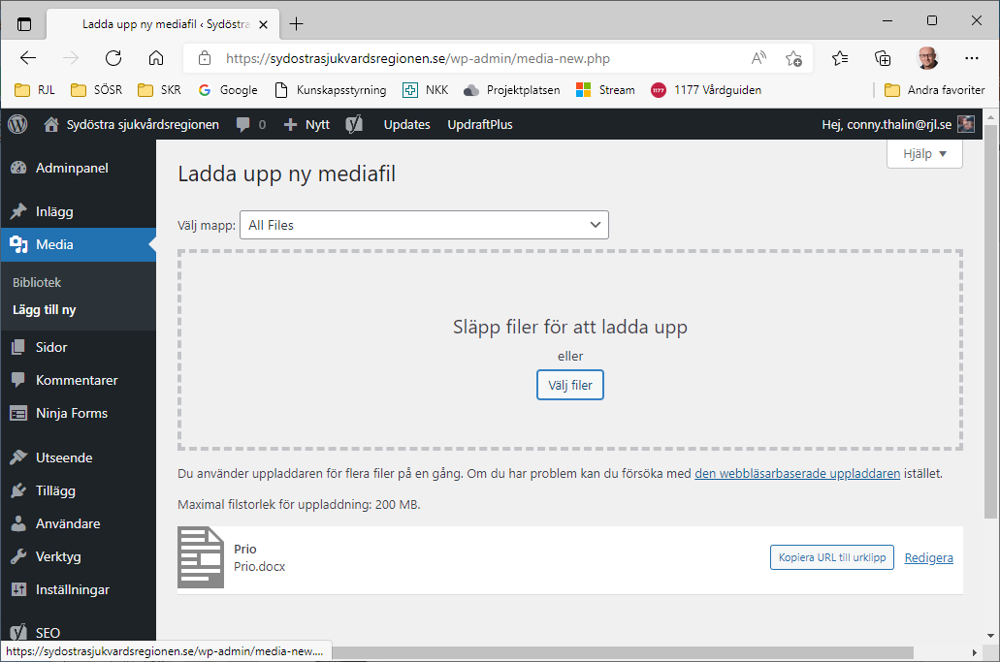 Ladda upp ny mediafil ‹ Sydöstra
https://sydostrasjukvardsregionen.se/wp-admin/media-new.php
RJL SÖSR SKR Google Kunskapsstyrning NKK Projektplatsen Stream 1177 1177 Vårdguiden Andra favoriter
Sydöstra sjukvårdsregionen 0 Nytt Updates UpdraftPlus Hej, conny.thalin@rjl.se
Hjälp
Adminpanel
Inlägg
Media
Bibliotek
Lägg till ny
Sidor
Kommentarer
Ninja Forms
Utseende
Tillägg
Användare
Verktyg
Inställningar
SEO
Ladda upp ny mediafil
Välj mapp: All Files
Släpp filer för att ladda upp
eller
Välj filer
Du använder uppladdaren för flera filer på en gång. Om du har problem kan du försöka med den webbläsarbaserade uppladdaren istället.
Maximal filstorlek för uppladdning: 200 MB.
Prio
Prio.docx
Kopiera URL till urklipp Redigera
https://sydostrasjukvardsregionen.se/wp-admin/media-new....